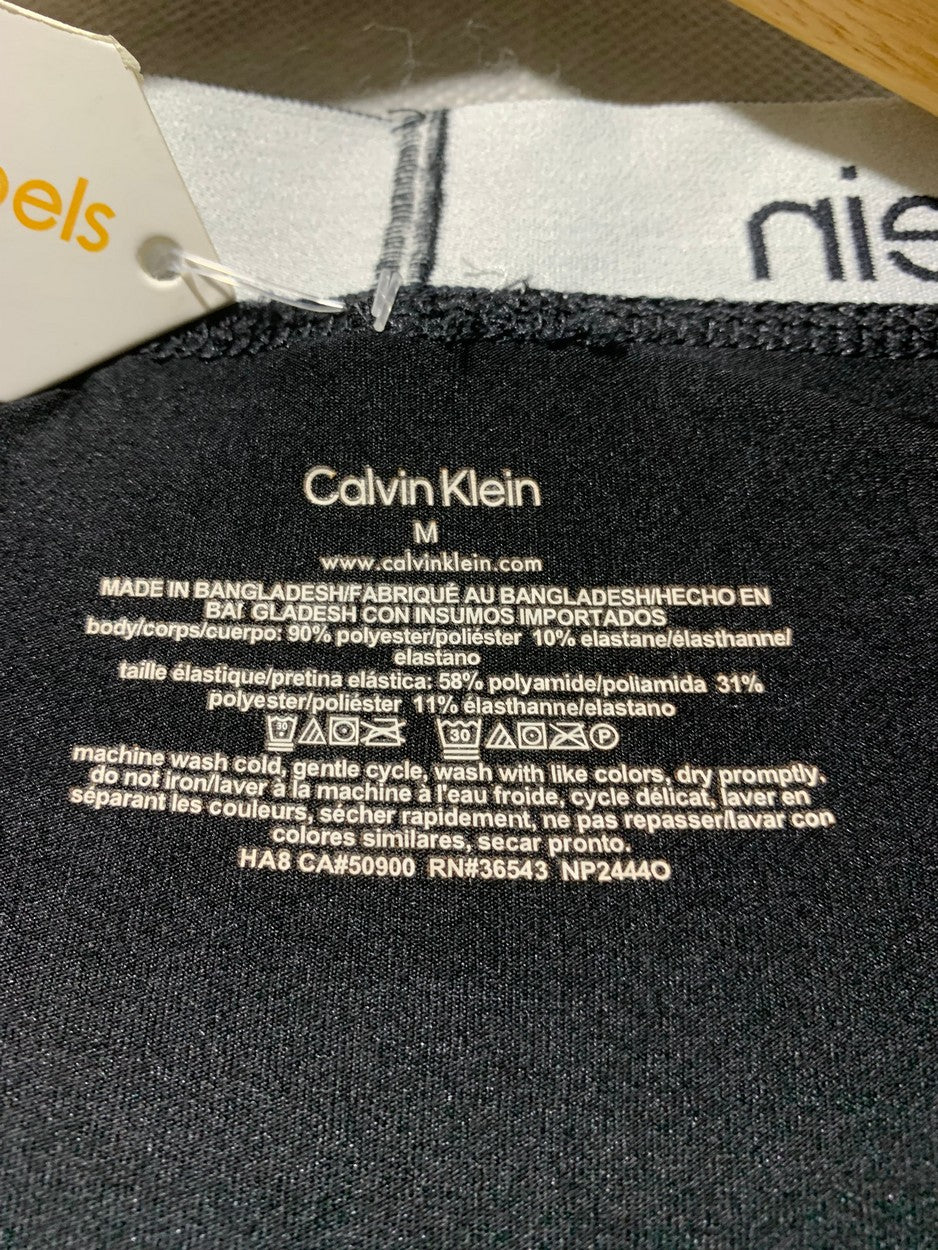 els
nie
Calvin Klein
M
www.calvinklein.com
MADE IN BANGLADESH/FABRIQUÉ AU BANGLADESH/HECHO EN
BAI GLADESH CON INSUMOS IMPORTADOS
body/corps/cuerpo: 90% polyester/poliéster 10% elastane/élasthanne/
elastano
taille élastique/pretina elástica: 58% polyamide/poliamida 31%
polyester/poliéster 11% élasthanne/elastano
30 30 P
machine wash cold, gentle cycle, wash with like colors, dry promptly,
do not iron/laver à la machine à l'eau froide, cycle délicat, laver en
séparant les couleurs, sécher rapidement, ne pas repasser/lavar con
colores similares, secar pronto.
HA8 CA#50900 RN#36543 NP2444O